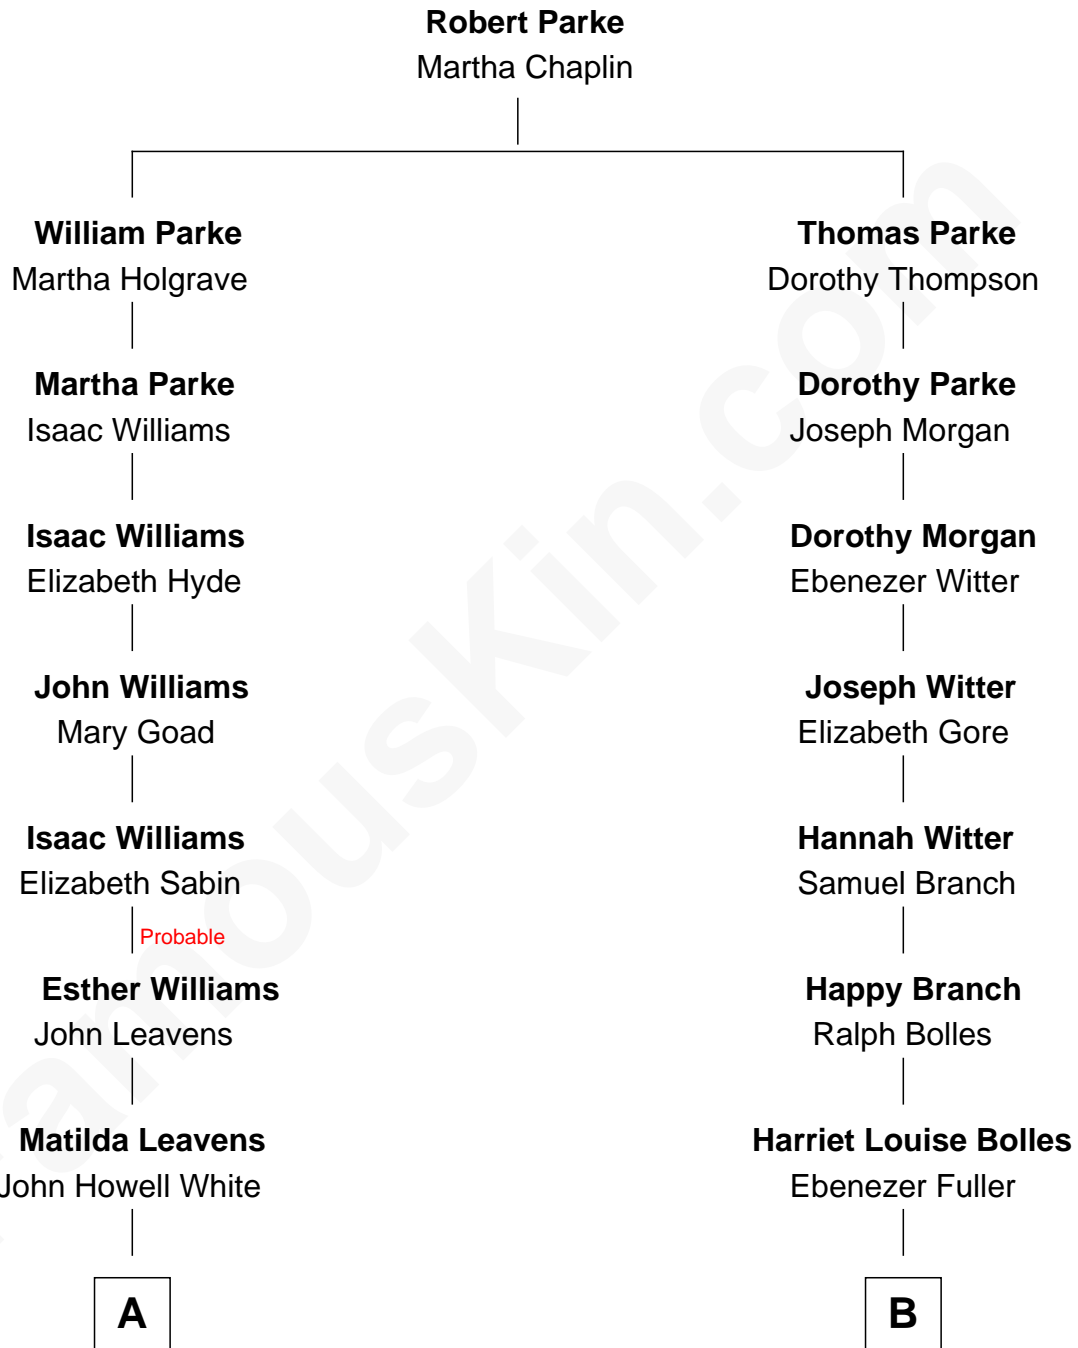 Robert Parke
Martha Chaplin
William Parke
Martha Holgrave
Thomas Parke
Dorothy Thompson
Martha Parke
Isaac Williams
Dorothy Parke
Joseph Morgan
Isaac Williams
Elizabeth Hyde
Dorothy Morgan
Ebenezer Witter
John Williams
Mary Goad
Joseph Witter
Elizabeth Gore
Isaac Williams
Elizabeth Sabin
Hannah Witter
Samuel Branch
Probable
Esther Williams
John Leavens
Happy Branch
Ralph Bolles
Matilda Leavens
John Howell White
Harriet Louise Bolles
Ebenezer Fuller
A
B
FamousKin.com